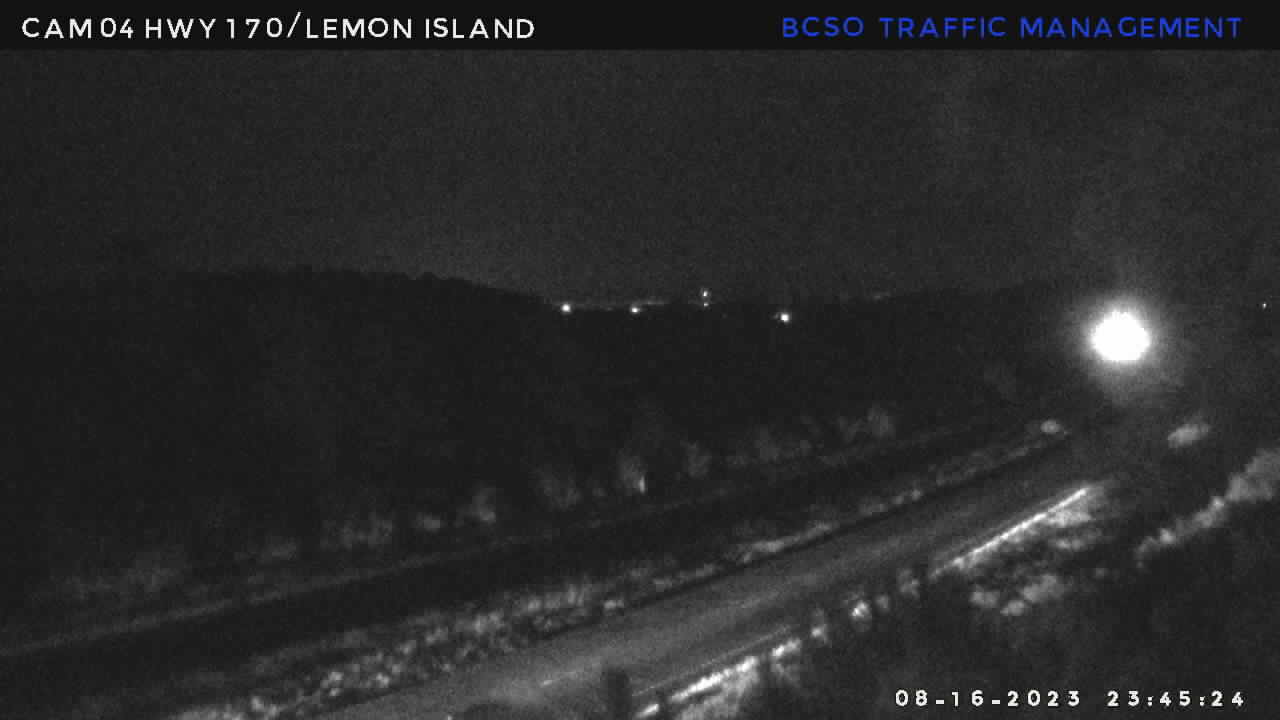 CAM04 HWY 170/LEMON ISLAND
BCSO TRAFFIC MANAGEMENT
08-16-2023 23:45:24